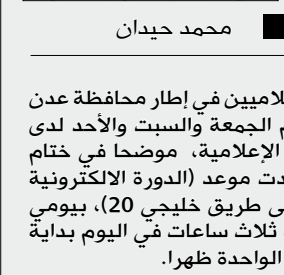 محمد حيدان
لاميين في إطار محافظة عدن
الجمعة والسبت والأحد لدى
الإعلامية، موضحا في ختام
دت موعد (الدورة الالكترونية
ى طريق خليجي 20)، بيومي
ثلاث ساعات في اليوم بداية
الواحدة ظهرا.